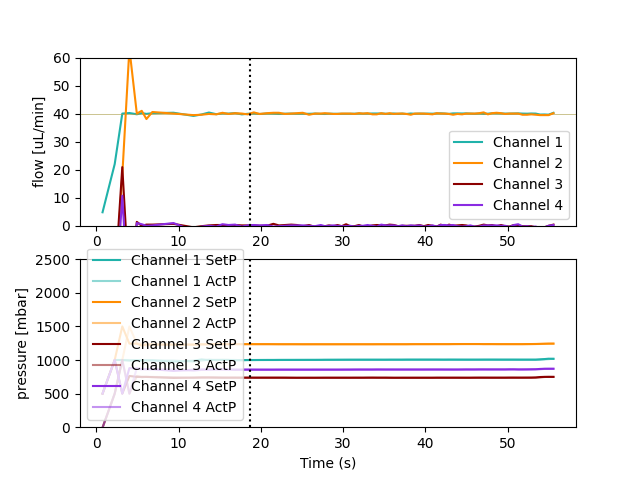 60
50
40
30
20
10
0
flow [uL/min]
Channel 1
Channel 2
Channel 3
Channel 4
0 10 20 30 40 50
2500
2000
1500
1000
500
0
pressure [mbar]
Channel 1 SetP
Channel 1 ActP
Channel 2 SetP
Channel 2 ActP
Channel 3 SetP
Channel 3 ActP
Channel 4 SetP
Channel 4 ActP
0 10 20 30 40 50
Time (s)